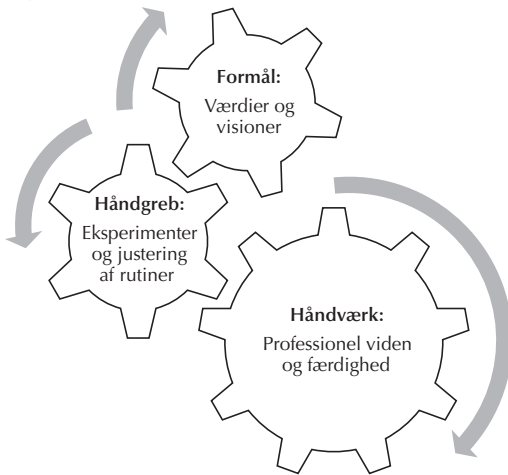 Formål:
Værdier og
visioner
Håndgreb:
Eksperimenter
og justering
af rutiner
Håndværk:
Professionel viden
og færdighed